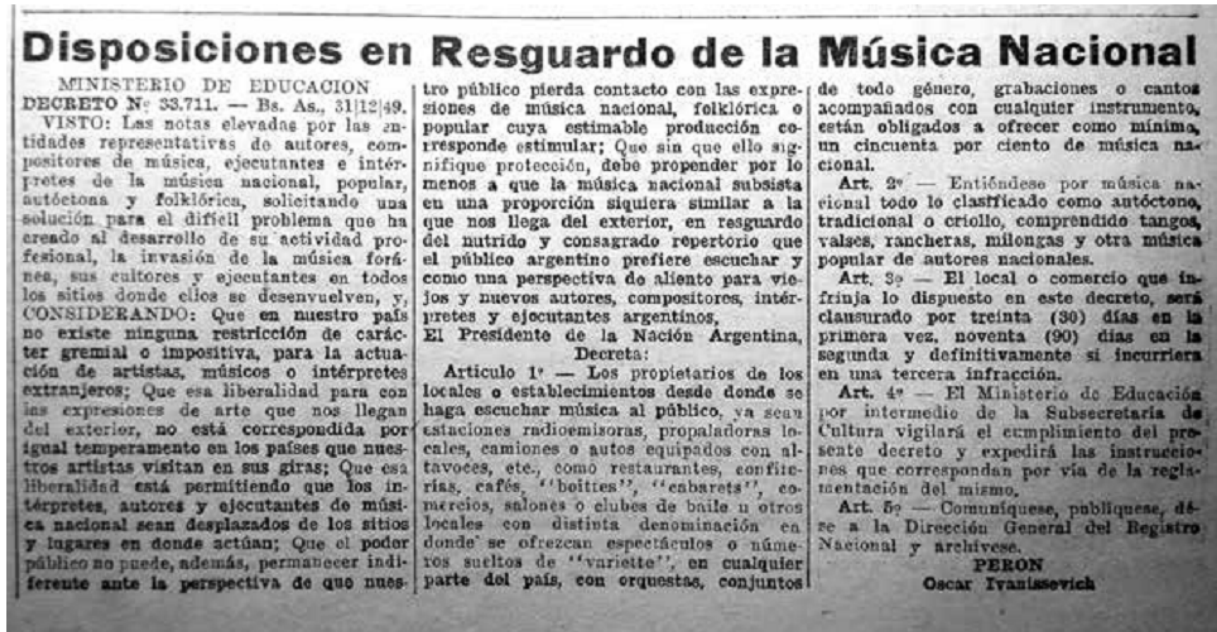 Disposiciones en Resguardo de la Música Nacional
MINISTERIO DE EDUCACION
DECRETO Nº 33.711. — Bs. As., 31|12|49.
VISTO: Las notas elevadas por las en-
tidades representativas de autores, com-
positores de música, ejecutantes e intér-
pretes de la música nacional, popular,
autóctona y folklórica, solicitando una
solución para el difícil problema que ha
creado al desarrollo de su actividad pro-
fesional, la invasión de la música forá-
nea, sus cultores y ejecutantes en todos
los sitios donde ellos se desenvuelven, y,
CONSIDERANDO: Que en nuestro país
no existe ninguna restricción de carác-
ter gremial o impositiva, para la actua-
ción de artistas, músicos o intérpretes
extranjeros; Que esa liberalidad para con
las expresiones de arte que nos llegan
del exterior, no está correspondida por
igual temperamento en los países que nues-
tros artistas visitan en sus giras; Que esa
liberalidad está permitiendo que los in-
térpretes, autores y ejecutantes de músi-
ca nacional sean desplazados de los sitios
y lugares en donde actúan; Que el poder
público no puede, además, permanecer indi-
ferente ante la perspectiva de que nues-
tro público pierda contacto con las expre-
siones de música nacional, folklórica o
popular cuya estimable producción co-
rresponde estimular; Que sin que ello sig-
nifique protección, debe propender por lo
menos a que la música nacional subsista
en una proporción siquiera similar a la
que nos llega del exterior, en resguardo
del nutrido y consagrado repertorio que
el público argentino prefiere escuchar y
como una perspectiva de aliento para vie-
jos y nuevos autores, compositores, intér-
pretes y ejecutantes argentinos,
El Presidente de la Nación Argentina,
Decreta:
Artículo 1º — Los propietarios de los
locales o establecimientos desde donde se
haga escuchar música al público, ya sean
estaciones radioemisoras, propaladoras lo-
cales, camiones o autos equipados con al-
tavoces, etc., como restaurantes, confite-
rías, cafés, "boittes", "cabarets", co-
mercios, salones o clubes de baile u otros
locales con distinta denominación en
donde se ofrezcan espectáculos o núme-
ros sueltos de "variette", en cualquier
parte del país, con orquestas, conjuntos
de todo género, grabaciones o cantos
acompañados con cualquier instrumento,
están obligados a ofrecer como mínimo,
un cincuenta por ciento de música na-
cional.
Art. 2º — Entiéndese por música na-
cional todo lo clasificado como autóctono,
tradicional o criollo, comprendido tangos,
valses, rancheras, milongas y otra música
popular de autores nacionales.
Art. 3º — El local o comercio que in-
frinja lo dispuesto en este decreto, será
clausurado por treinta (30) días en la
primera vez, noventa (90) días en la
segunda y definitivamente si incurriera
en una tercera infracción.
Art. 4º — El Ministerio de Educación
por intermedio de la Subsecretaría de
Cultura vigilará el cumplimiento del pre-
sente decreto y expedirá las instruccio-
nes que correspondan por vía de la regla-
mentación del mismo.
Art. 5º — Comuníquese, publíquese, dé-
se a la Dirección General del Registro
Nacional y archívese.
PERON
Oscar Ivanissevich